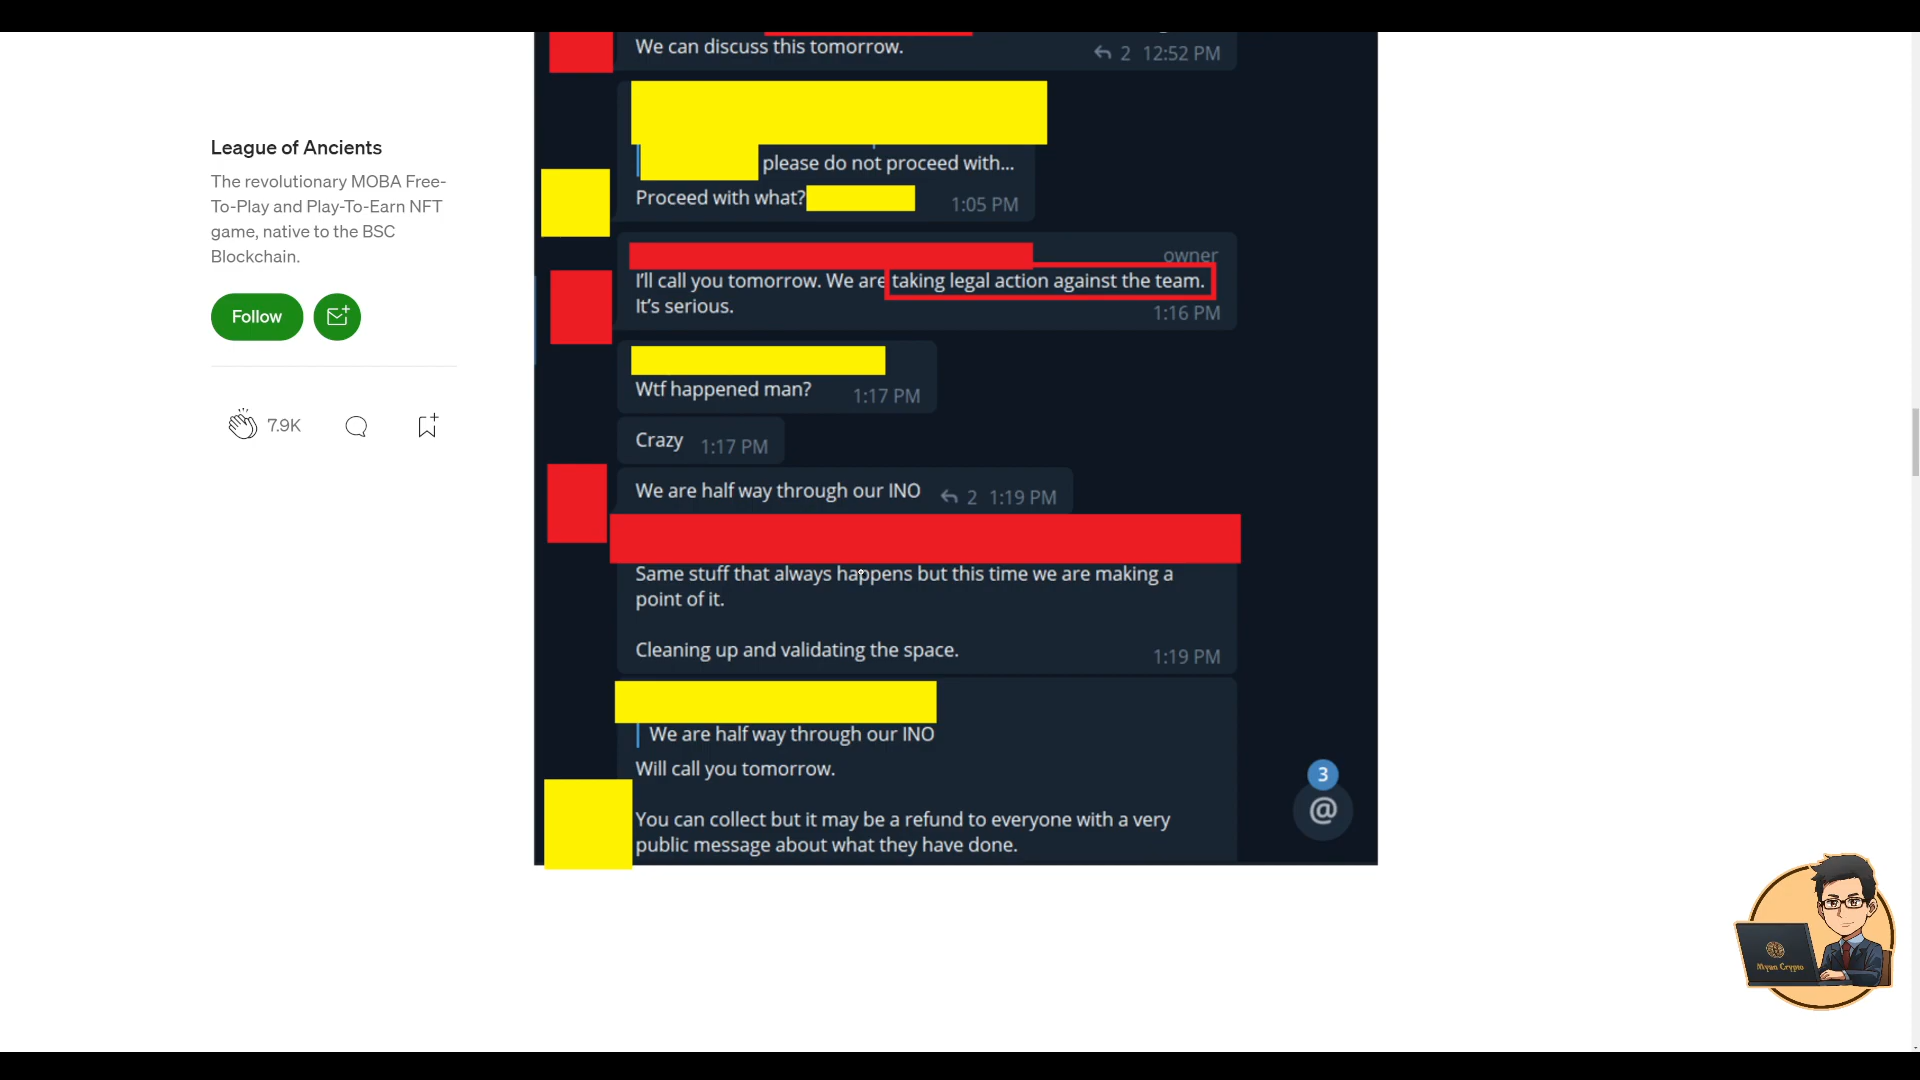 We can discuss this tomorrow.
2 12:52 PM
League of Ancients
The revolutionary MOBA Free-
To-Play and Play-To-Earn NFT
game, native to the BSC
Blockchain.
Follow
7.9K
please do not proceed with...
Proceed with what?
1:05 PM
owner
I'll call you tomorrow. We are taking legal action against the team.
It's serious.
1:16 PM
Wtf happened man?
1:17 PM
Crazy 1:17 PM
We are half way through our INO 2 1:19 PM
Same stuff that always happens but this time we are making a
point of it.
Cleaning up and validating the space.
1:19 PM
We are half way through our INO
Will call you tomorrow.
3
@
You can collect but it may be a refund to everyone with a very
public message about what they have done.
Myan Crypto